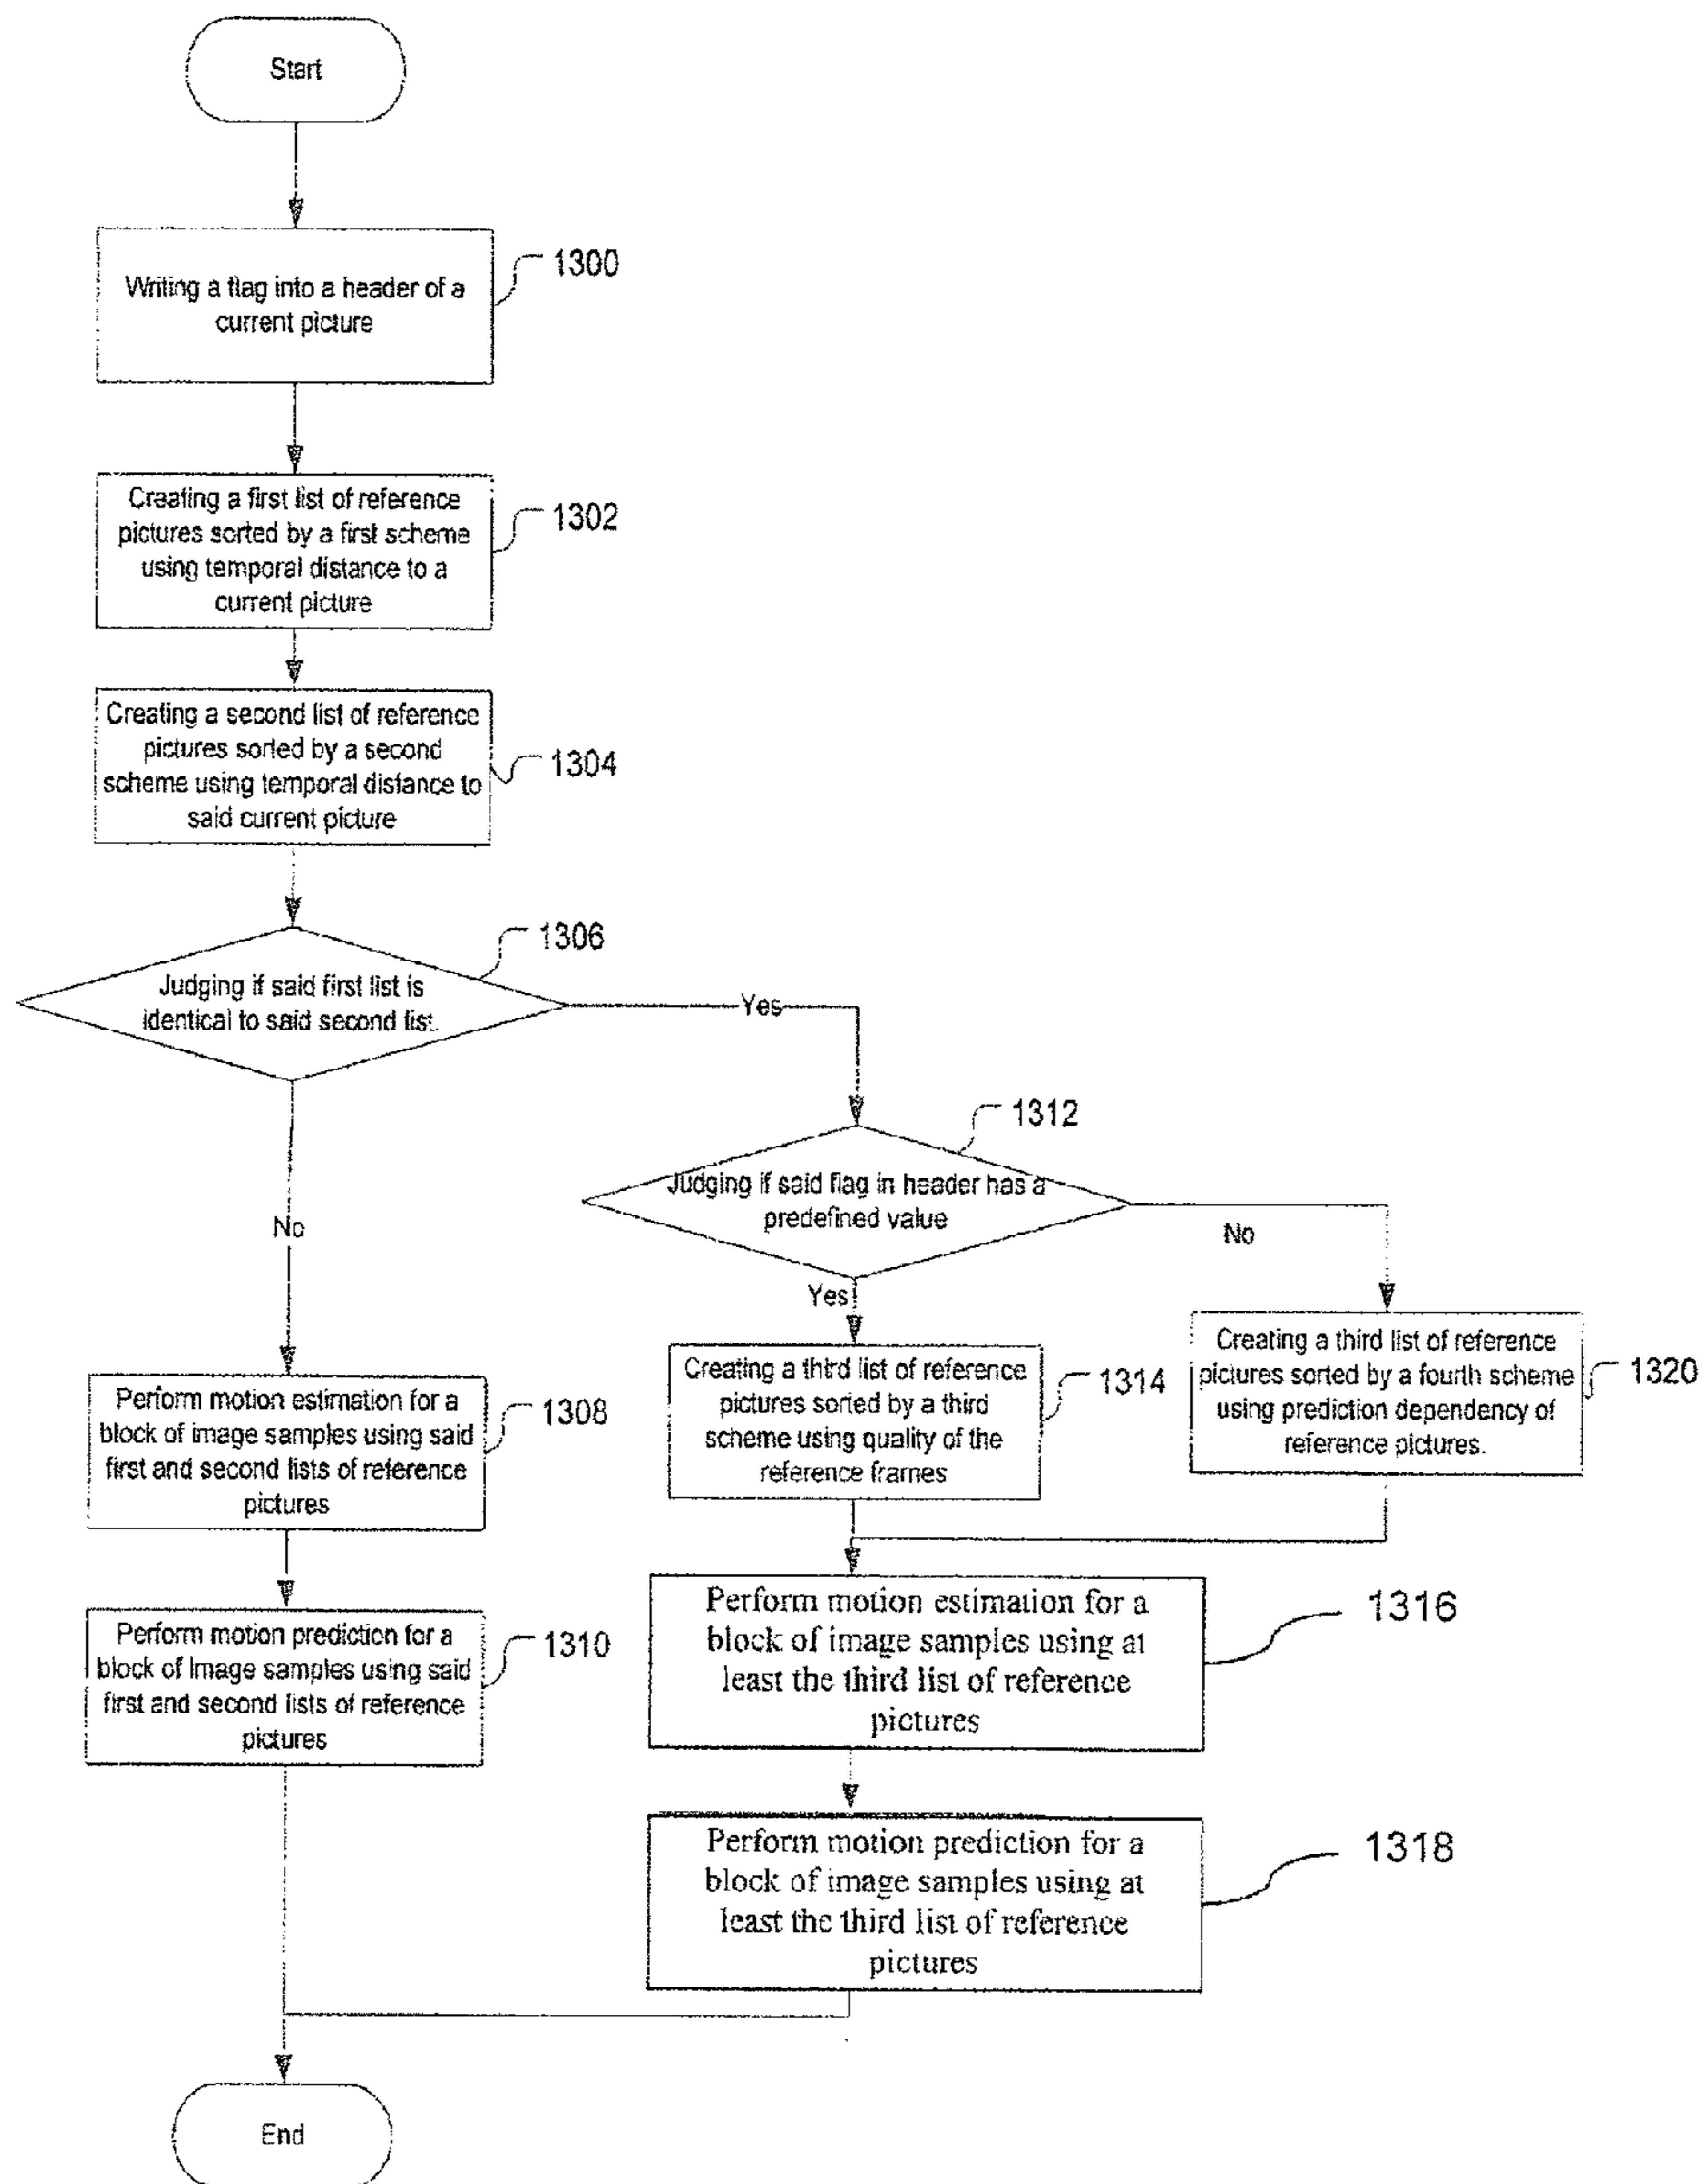 Start
Writing a flag into a header of a
current picture
1300
Creating a first list of reference
pictures sorted by a first scheme
using temporal distance to a
current picture
1302
Creating a second list of reference
pictures sorted by a second
scheme using temporal distance to
said current picture
1304
Judging if said first list is
identical to said second list.
1306
Yes
No
Judging if said flag in header has a
predefined value
1312
No
Yes
Perform motion estimation for a
block of image samples using said
first and second lists of reference
pictures
1308
Creating a third list of reference
pictures sorted by a third
scheme using quality of the
reference frames
1314
Creating a third list of reference
pictures sorted by a fourth scheme
using prediction dependency of
reference pictures.
1320
Perform motion prediction for a
block of image samples using said
first and second lists of reference
pictures
1310
Perform motion estimation for a
block of image samples using at
least the third list of reference
pictures
1316
Perform motion prediction for a
block of image samples using at
least the third list of reference
pictures
1318
End